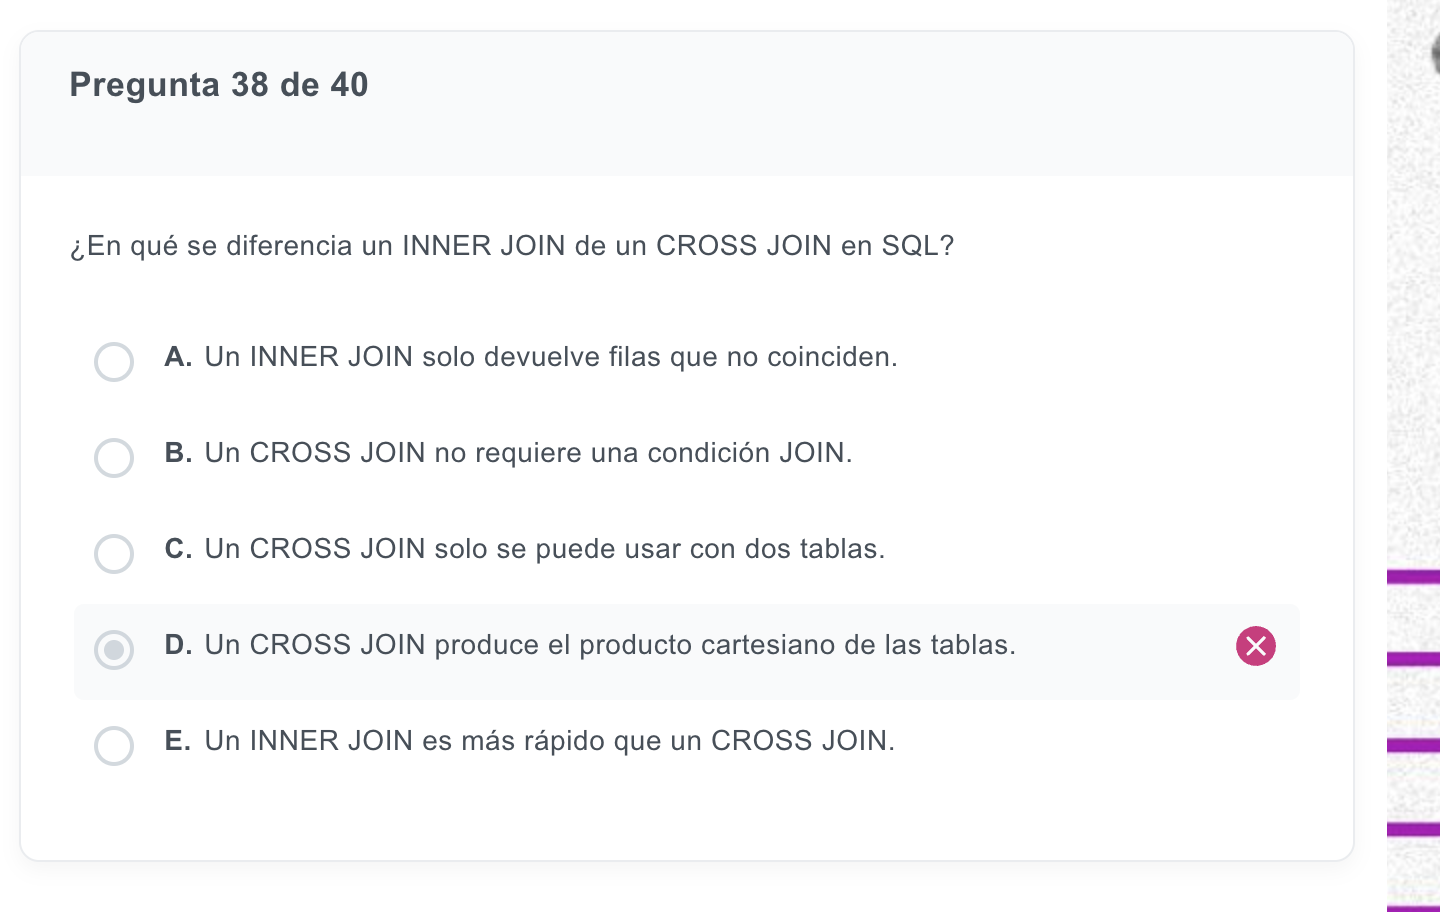 Pregunta 38 de 40
¿En qué se diferencia un INNER JOIN de un CROSS JOIN en SQL?
A. Un INNER JOIN solo devuelve filas que no coinciden.
B. Un CROSS JOIN no requiere una condición JOIN.
C. Un CROSS JOIN solo se puede usar con dos tablas.
D. Un CROSS JOIN produce el producto cartesiano de las tablas.
E. Un INNER JOIN es más rápido que un CROSS JOIN.